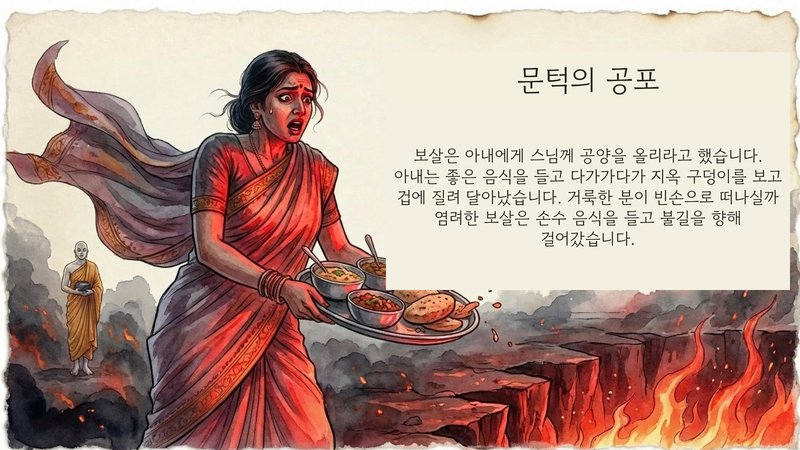 문턱의 공포
보살은 아내에게 스님께 공양을 올리라고 했습니다.
아내는 좋은 음식을 들고 다가가다가 지옥 구덩이를 보고
겁에 질려 달아났습니다. 거룩한 분이 빈손으로 떠나실까
염려한 보살은 손수 음식을 들고 불길을 향해
걸어갔습니다.